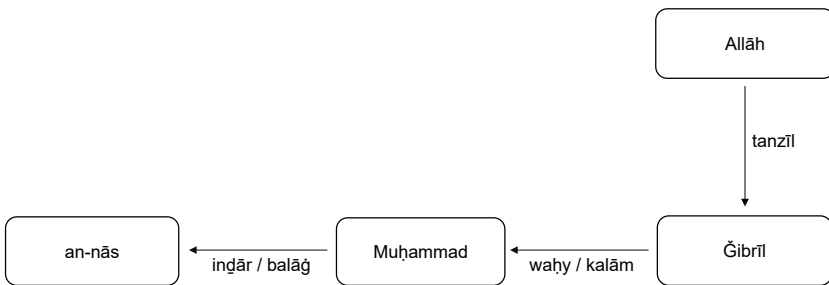 Allāh
tanzīl
an-nās
inḏār / balāġ
Muḥammad
waḥy / kalām
Ǧibrīl